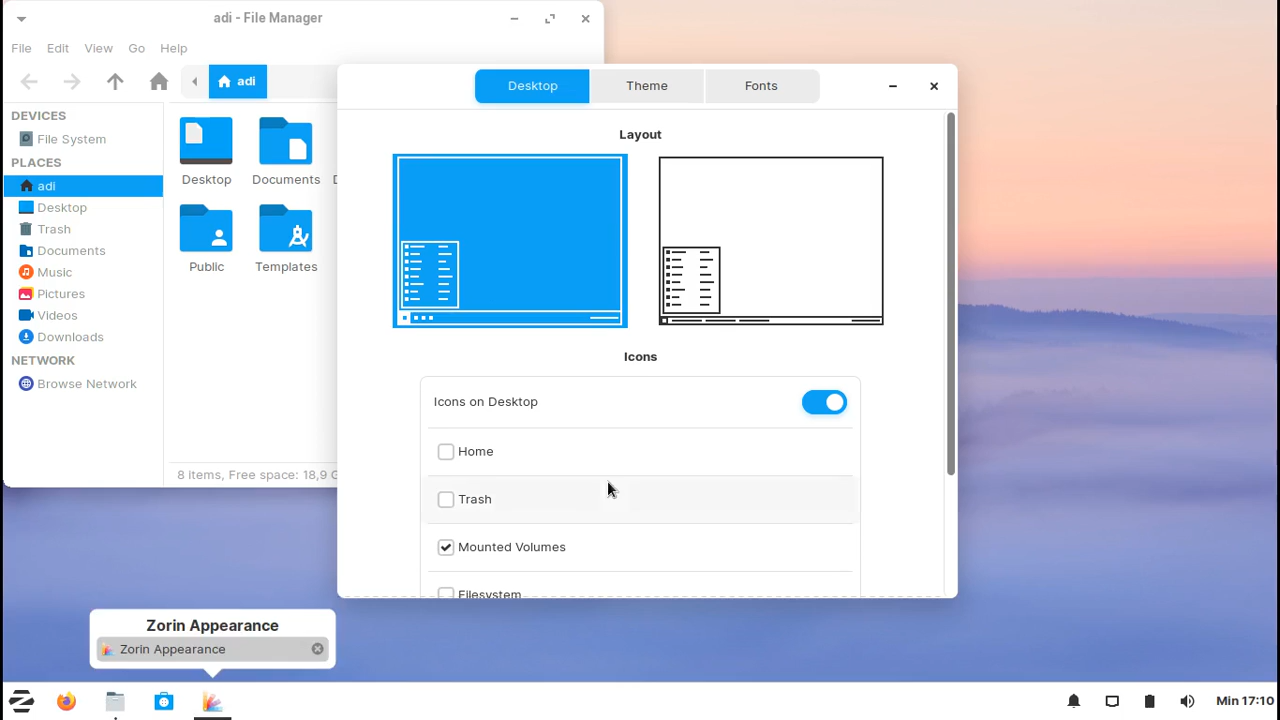 adi - File Manager
File Edit View Go Help
adi
DEVICES
File System
PLACES
adi
Desktop
Trash
Documents
Music
Pictures
Videos
Downloads
NETWORK
Browse Network
Desktop Documents D
Public Templates
8 items, Free space: 18,9 G
Desktop Theme Fonts
Layout
Icons
Icons on Desktop
Home
Trash
Mounted Volumes
Filesystem
Zorin Appearance
Zorin Appearance
Min 17:10